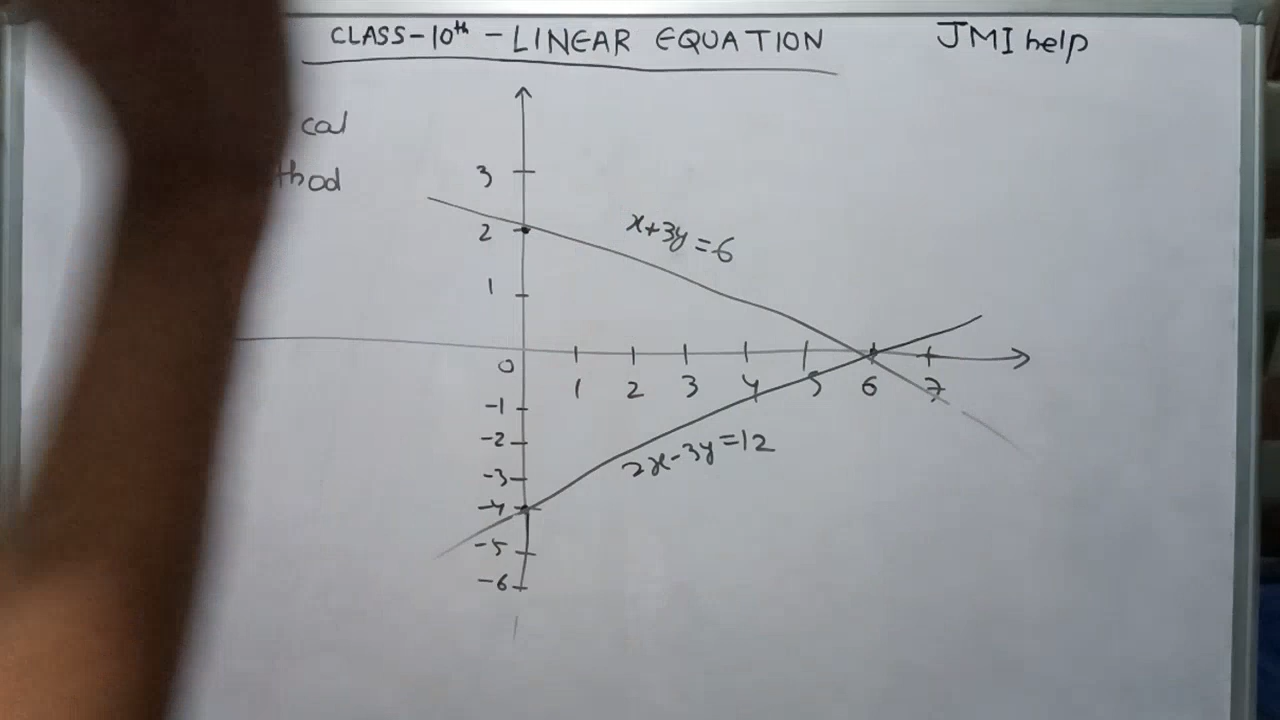 CLASS-10th - LINEAR EQUATION JMI help
cal
thod
3
2
1
0
1 2 3 4 5 6 7
-1
-2
-3
-4
-5
-6
x+3y=6
2x-3y=12